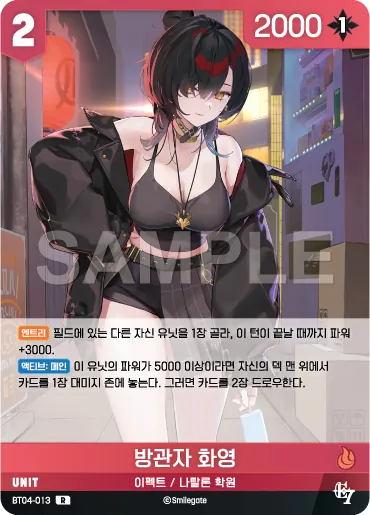 2
2000 1
SAMPLE
엔트리 필드에 있는 다른 자신 유닛을 1장 골라, 이 턴이 끝날 때까지 파워
+3000.
액티브: 메인 이 유닛의 파워가 5000 이상이라면 자신의 덱 맨 위에서
카드를 1장 대미지 존에 놓는다. 그러면 카드를 2장 드로우한다.
방관자 화영
UNIT 이펙트 / 나탈론 학원
BT04-013 R ©Smilegate